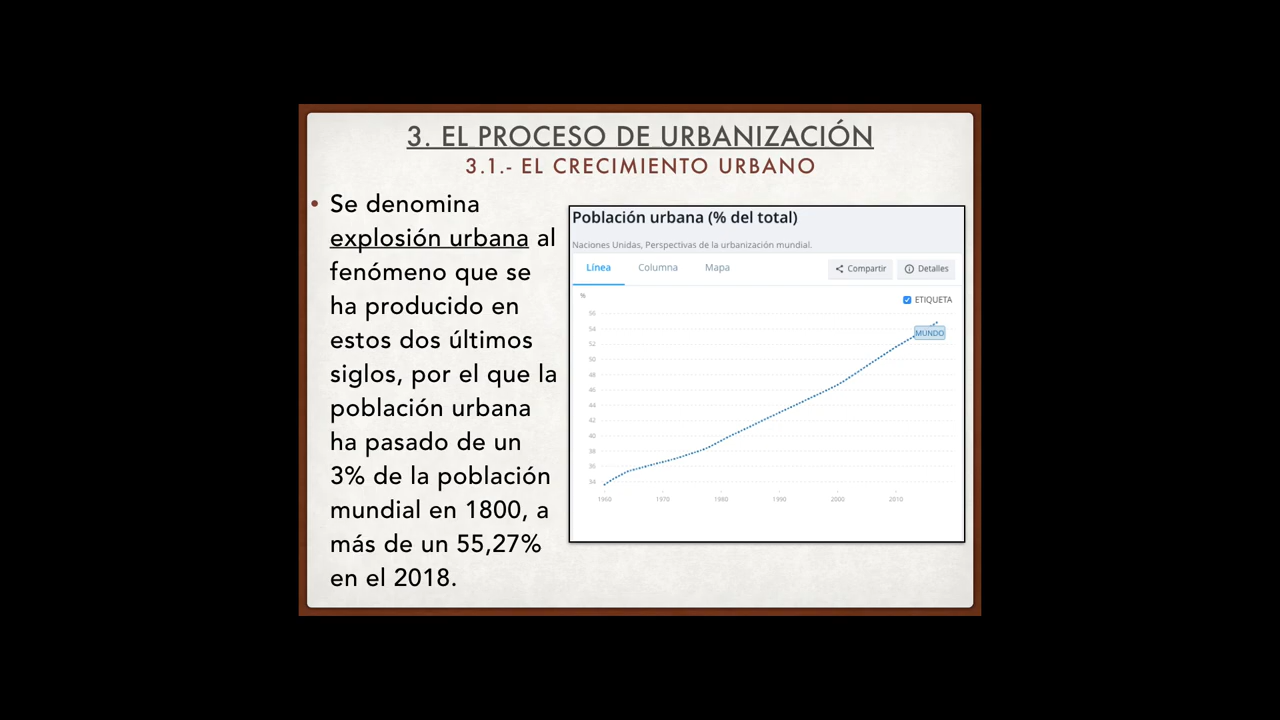 3. EL PROCESO DE URBANIZACIÓN
3.1.- EL CRECIMIENTO URBANO
• Se denomina
explosión urbana al
fenómeno que se
ha producido en
estos dos últimos
siglos, por el que la
población urbana
ha pasado de un
3% de la población
mundial en 1800, a
más de un 55,27%
en el 2018.
Población urbana (% del total)
Naciones Unidas, Perspectivas de la urbanización mundial.
Línea Columna Mapa Compartir Detalles
% ETIQUETA
56
54
MUNDO
52
50
48
46
44
42
40
38
36
34
1960 1970 1980 1990 2000 2010